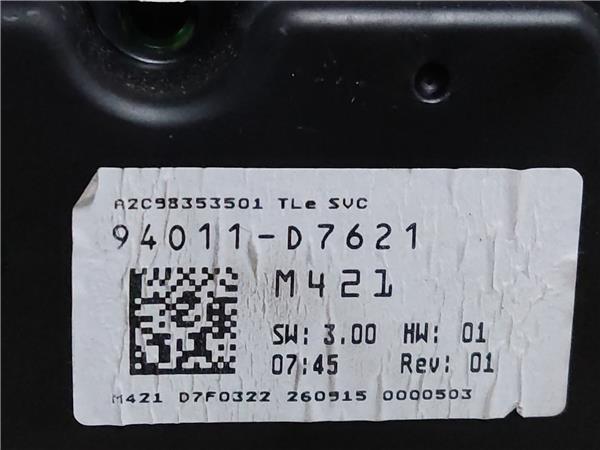 A2C98353501 TLe SVC
94011-D7621
M421
SW: 3.00 HW: 01
07:45 Rev: 01
M421 D7F0322 260915 0000503